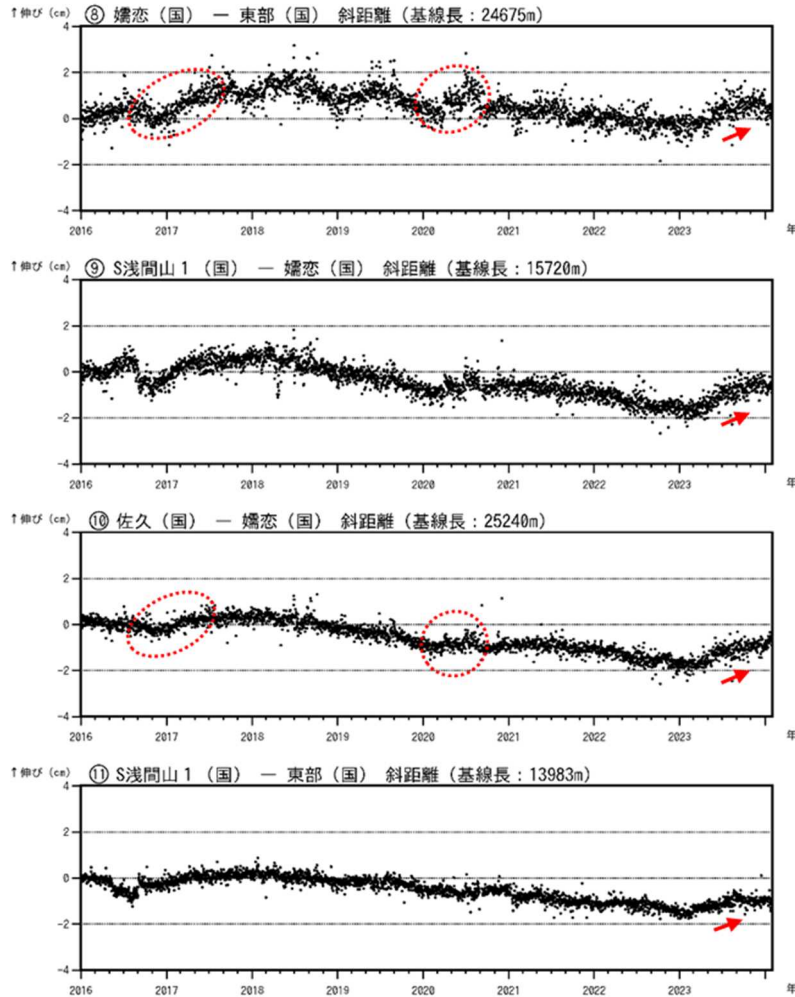 ↑伸び(cm) ⑧ 嬬恋(国) ― 東部(国) 斜距離(基線長:24675m)
4
2
0
-2
-4
2016 2017 2018 2019 2020 2021 2022 2023 年
↑伸び(cm) ⑨ S浅間山1(国) ― 嬬恋(国) 斜距離(基線長:15720m)
4
2
0
-2
-4
2016 2017 2018 2019 2020 2021 2022 2023 年
↑伸び(cm) ⑩ 佐久(国) ― 嬬恋(国) 斜距離(基線長:25240m)
4
2
0
-2
-4
2016 2017 2018 2019 2020 2021 2022 2023 年
↑伸び(cm) ⑪ S浅間山1(国) ― 東部(国) 斜距離(基線長:13983m)
4
2
0
-2
-4
2016 2017 2018 2019 2020 2021 2022 2023 年